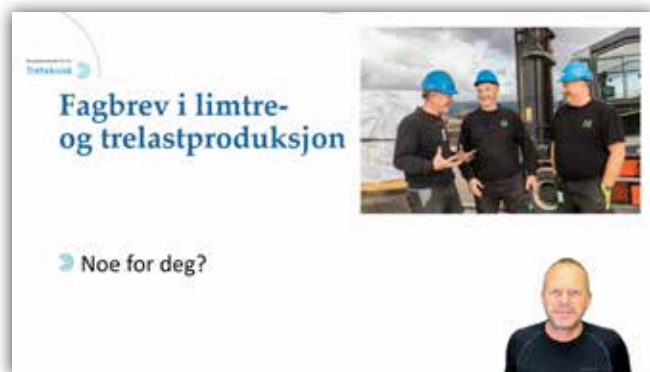 Treteknisk
Fagbrev i limtre-
og trelastproduksjon
Noe for deg?